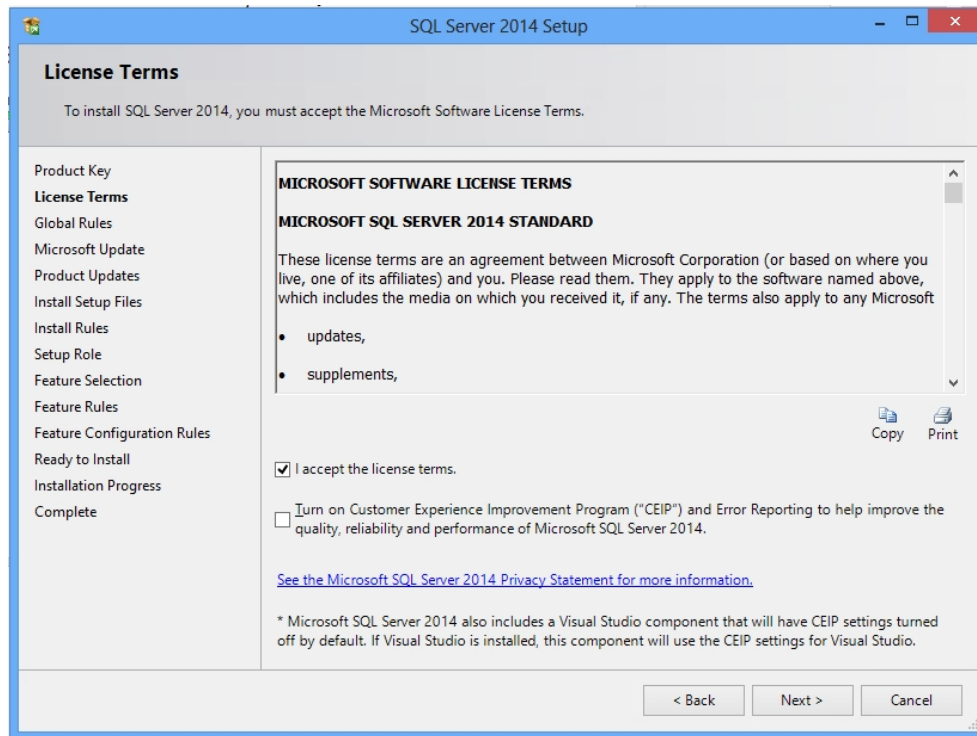 SQL Server 2014 Setup
License Terms
To install SQL Server 2014, you must accept the Microsoft Software License Terms.
Product Key
License Terms
Global Rules
Microsoft Update
Product Updates
Install Setup Files
Install Rules
Setup Role
Feature Selection
Feature Rules
Feature Configuration Rules
Ready to Install
Installation Progress
Complete
MICROSOFT SOFTWARE LICENSE TERMS
MICROSOFT SQL SERVER 2014 STANDARD
These license terms are an agreement between Microsoft Corporation (or based on where you
live, one of its affiliates) and you. Please read them. They apply to the software named above,
which includes the media on which you received it, if any. The terms also apply to any Microsoft
• updates,
• supplements,
Copy Print
I accept the license terms.
Turn on Customer Experience Improvement Program (“CEIP”) and Error Reporting to help improve the
quality, reliability and performance of Microsoft SQL Server 2014.
See the Microsoft SQL Server 2014 Privacy Statement for more information.
* Microsoft SQL Server 2014 also includes a Visual Studio component that will have CEIP settings turned
off by default. If Visual Studio is installed, this component will use the CEIP settings for Visual Studio.
< Back Next > Cancel